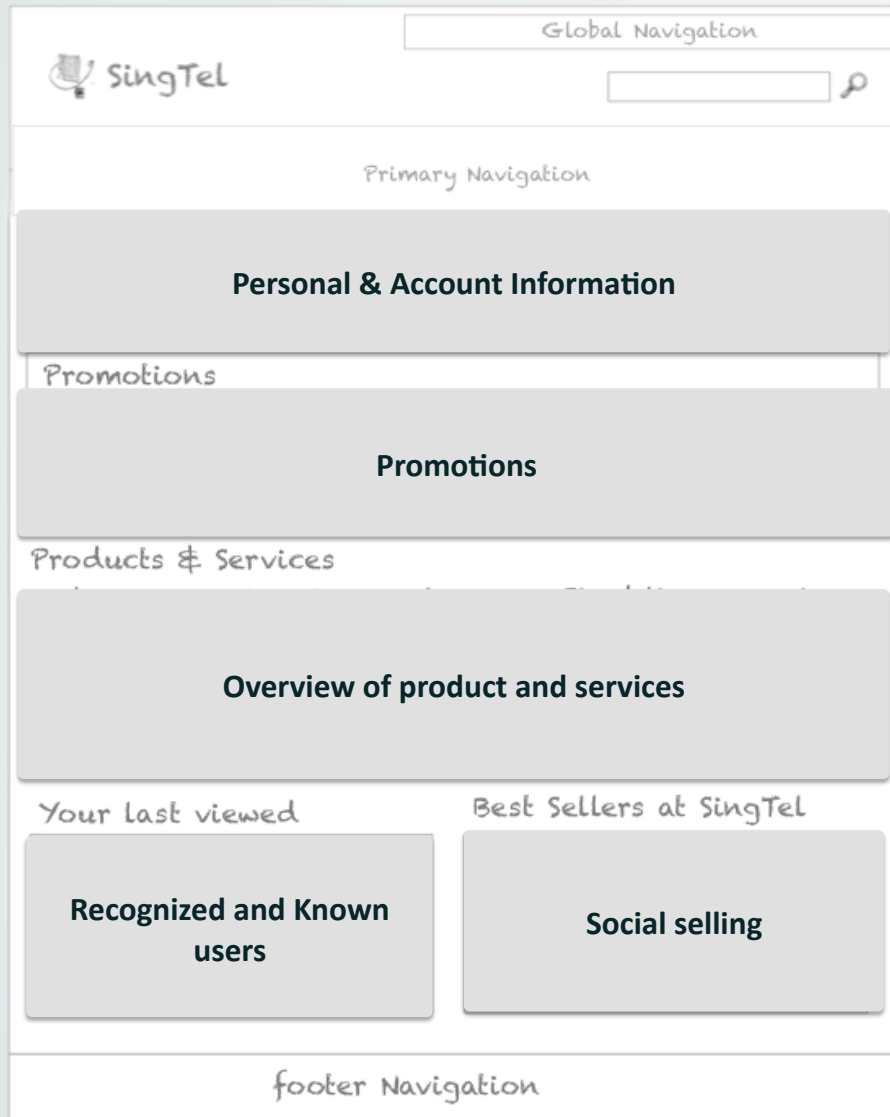 Global Navigation
SingTel
Primary Navigation
Personal & Account Information
Promotions
Promotions
Products & Services
Overview of product and services
Your last viewed
Best Sellers at SingTel
Recognized and Known
users
Social selling
footer Navigation